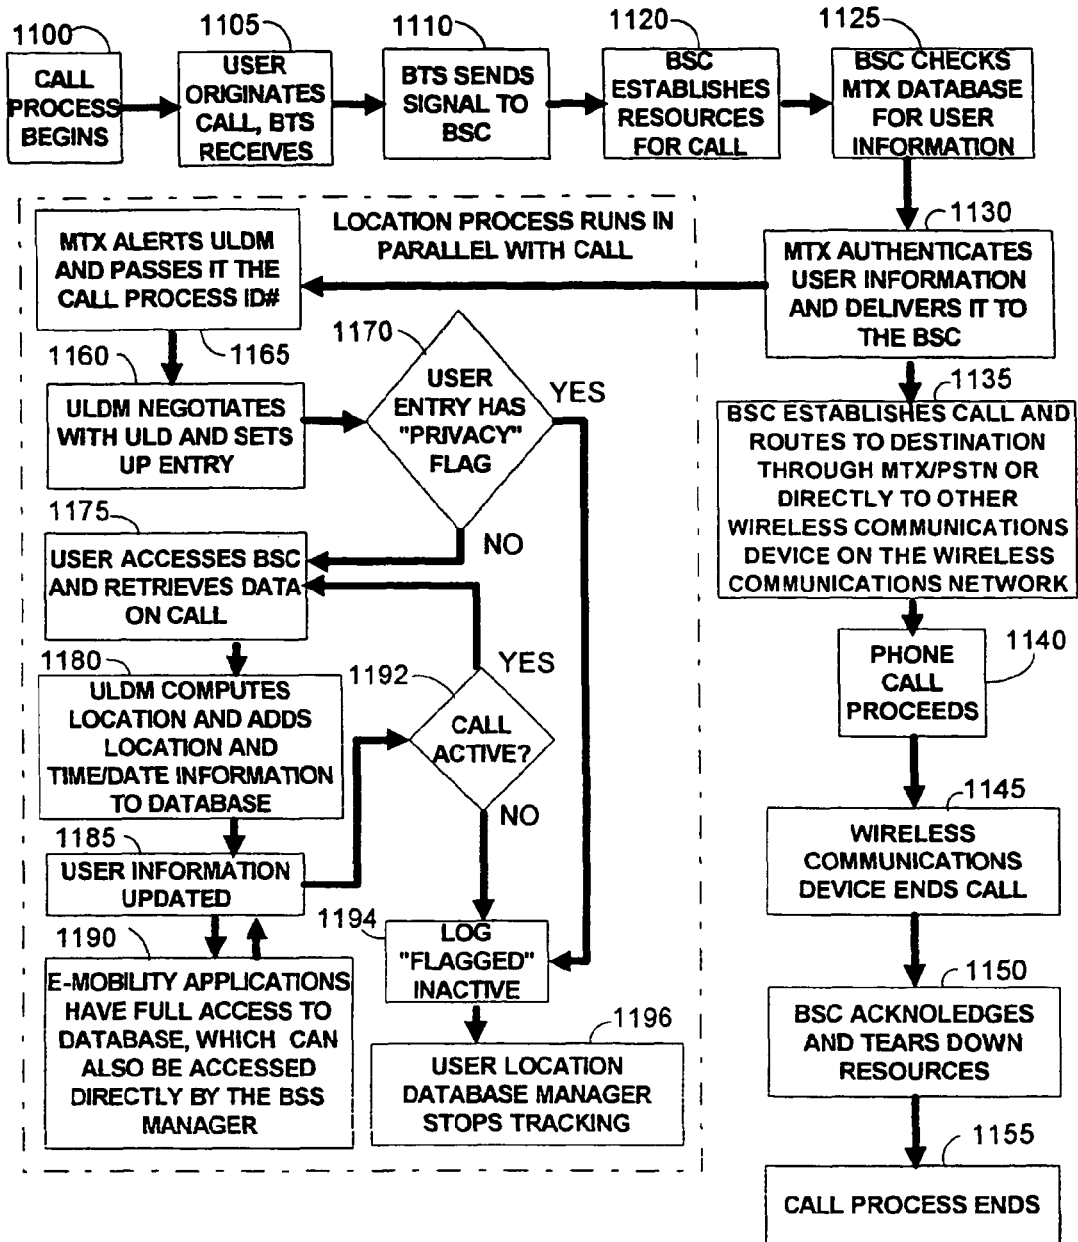 1100
CALL
PROCESS
BEGINS
1105
USER
ORIGINATES
CALL, BTS
RECEIVES
1110
BTS SENDS
SIGNAL TO
BSC
1120
BSC
ESTABLISHES
RESOURCES
FOR CALL
1125
BSC CHECKS
MTX DATABASE
FOR USER
INFORMATION
1130
MTX AUTHENTICATES
USER INFORMATION
AND DELIVERS IT TO
THE BSC
1135
BSC ESTABLISHES CALL AND
ROUTES TO DESTINATION
THROUGH MTX/PSTN OR
DIRECTLY TO OTHER
WIRELESS COMMUNICATIONS
DEVICE ON THE WIRELESS
COMMUNICATIONS NETWORK
1140
PHONE
CALL
PROCEEDS
1145
WIRELESS
COMMUNICATIONS
DEVICE ENDS CALL
1150
BSC ACKNOLEDGES
AND TEARS DOWN
RESOURCES
1155
CALL PROCESS ENDS
LOCATION PROCESS RUNS IN
PARALLEL WITH CALL
MTX ALERTS ULDM
AND PASSES IT THE
CALL PROCESS ID#
1165
1160
ULDM NEGOTIATES
WITH ULD AND SETS
UP ENTRY
1170
USER
ENTRY HAS
"PRIVACY"
FLAG
YES
NO
1175
USER ACCESSES BSC
AND RETRIEVES DATA
ON CALL
1180
ULDM COMPUTES
LOCATION AND ADDS
LOCATION AND
TIME/DATE INFORMATION
TO DATABASE
1185
USER INFORMATION
UPDATED
1190
E-MOBILITY APPLICATIONS
HAVE FULL ACCESS TO
DATABASE, WHICH CAN
ALSO BE ACCESSED
DIRECTLY BY THE BSS
MANAGER
1192
CALL
ACTIVE?
YES
NO
1194
LOG
"FLAGGED"
INACTIVE
1196
USER LOCATION
DATABASE MANAGER
STOPS TRACKING